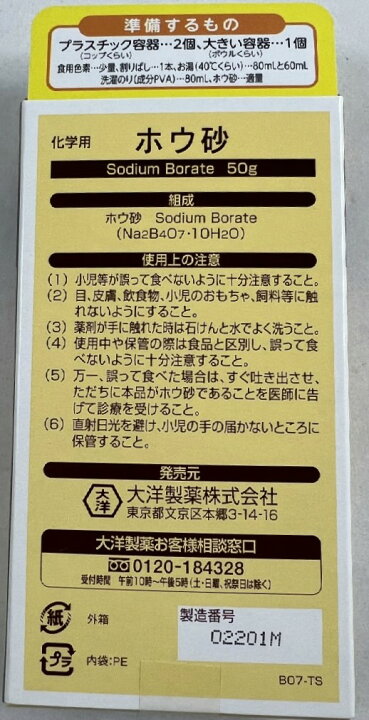 準備するもの
プラスチック容器…2個、大きい容器…1個
(コップくらい) (ボウルくらい)
食用色素…少量、割りばし…1本、お湯(40℃くらい)…80mLと60mL
洗濯のり(成分PVA)…80mL、ホウ砂…適量
化学用 ホウ砂
Sodium Borate 50g
組成
ホウ砂 Sodium Borate
(Na2B4O7・10H2O)
使用上の注意
(1) 小児等が誤って食べないように十分注意すること。
(2) 目、皮膚、飲食物、小児のおもちゃ、飼料等に触
れないようにすること。
(3) 薬剤が手に触れた時は石けんと水でよく洗うこと。
(4) 使用中や保管の際は食品と区別し、誤って食
べないように十分注意すること。
(5) 万一、誤って食べた場合は、すぐ吐き出させ、
ただちに本品がホウ砂であることを医師に告
げて診療を受けること。
(6) 直射日光を避け、小児の手の届かないところに
保管すること。
発売元
大洋 大洋製薬株式会社
東京都文京区本郷3-14-16
大洋製薬お客様相談窓口
0120-184328
受付時間 午前10時〜午後5時(土・日曜、祝祭日は除く)
紙 外箱
プラ 内袋:PE
製造番号
02201M
B07-TS